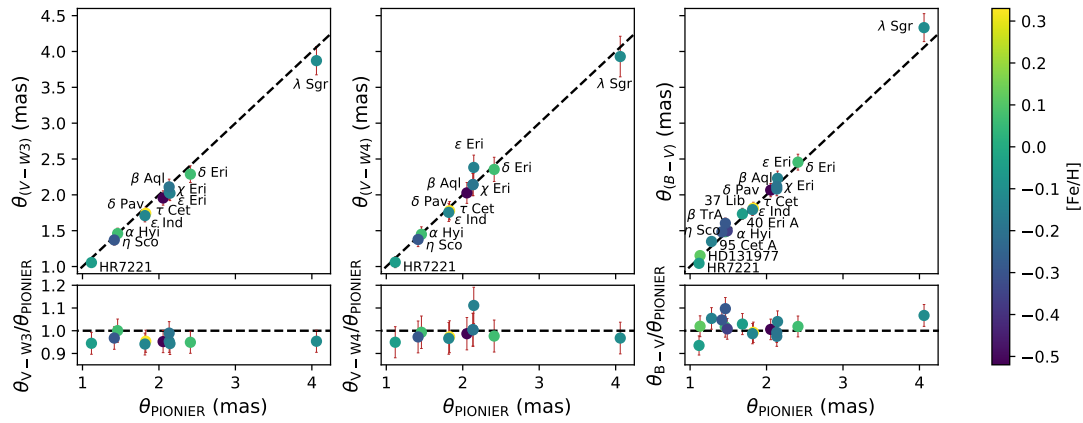 4.5
4.0
3.5
3.0
2.5
2.0
1.5
1.0
θ(V − W3) (mas)
λ Sgr
β Aql
δ Eri
χ Eri
ε Eri
δ Pav
τ Cet
ε Ind
α Hyi
η Sco
HR7221
1.2
1.1
1.0
0.9
θV − W3/θPIONIER
1 2 3 4
θPIONIER (mas)
θ(V − W4) (mas)
λ Sgr
ε Eri
δ Eri
β Aql
χ Eri
δ Pav
τ Cet
ε Ind
α Hyi
η Sco
HR7221
θV − W4/θPIONIER
1 2 3 4
θPIONIER (mas)
θ(B − V) (mas)
λ Sgr
ε Eri
δ Eri
β Aql
χ Eri
δ Pav
τ Cet
37 Lib
ε Ind
β TrA
40 Eri A
η Sco
α Hyi
95 Cet A
HD131977
HR7221
θB − V/θPIONIER
1 2 3 4
θPIONIER (mas)
0.3
0.2
0.1
0.0
−0.1
−0.2
−0.3
−0.4
−0.5
[Fe/H]